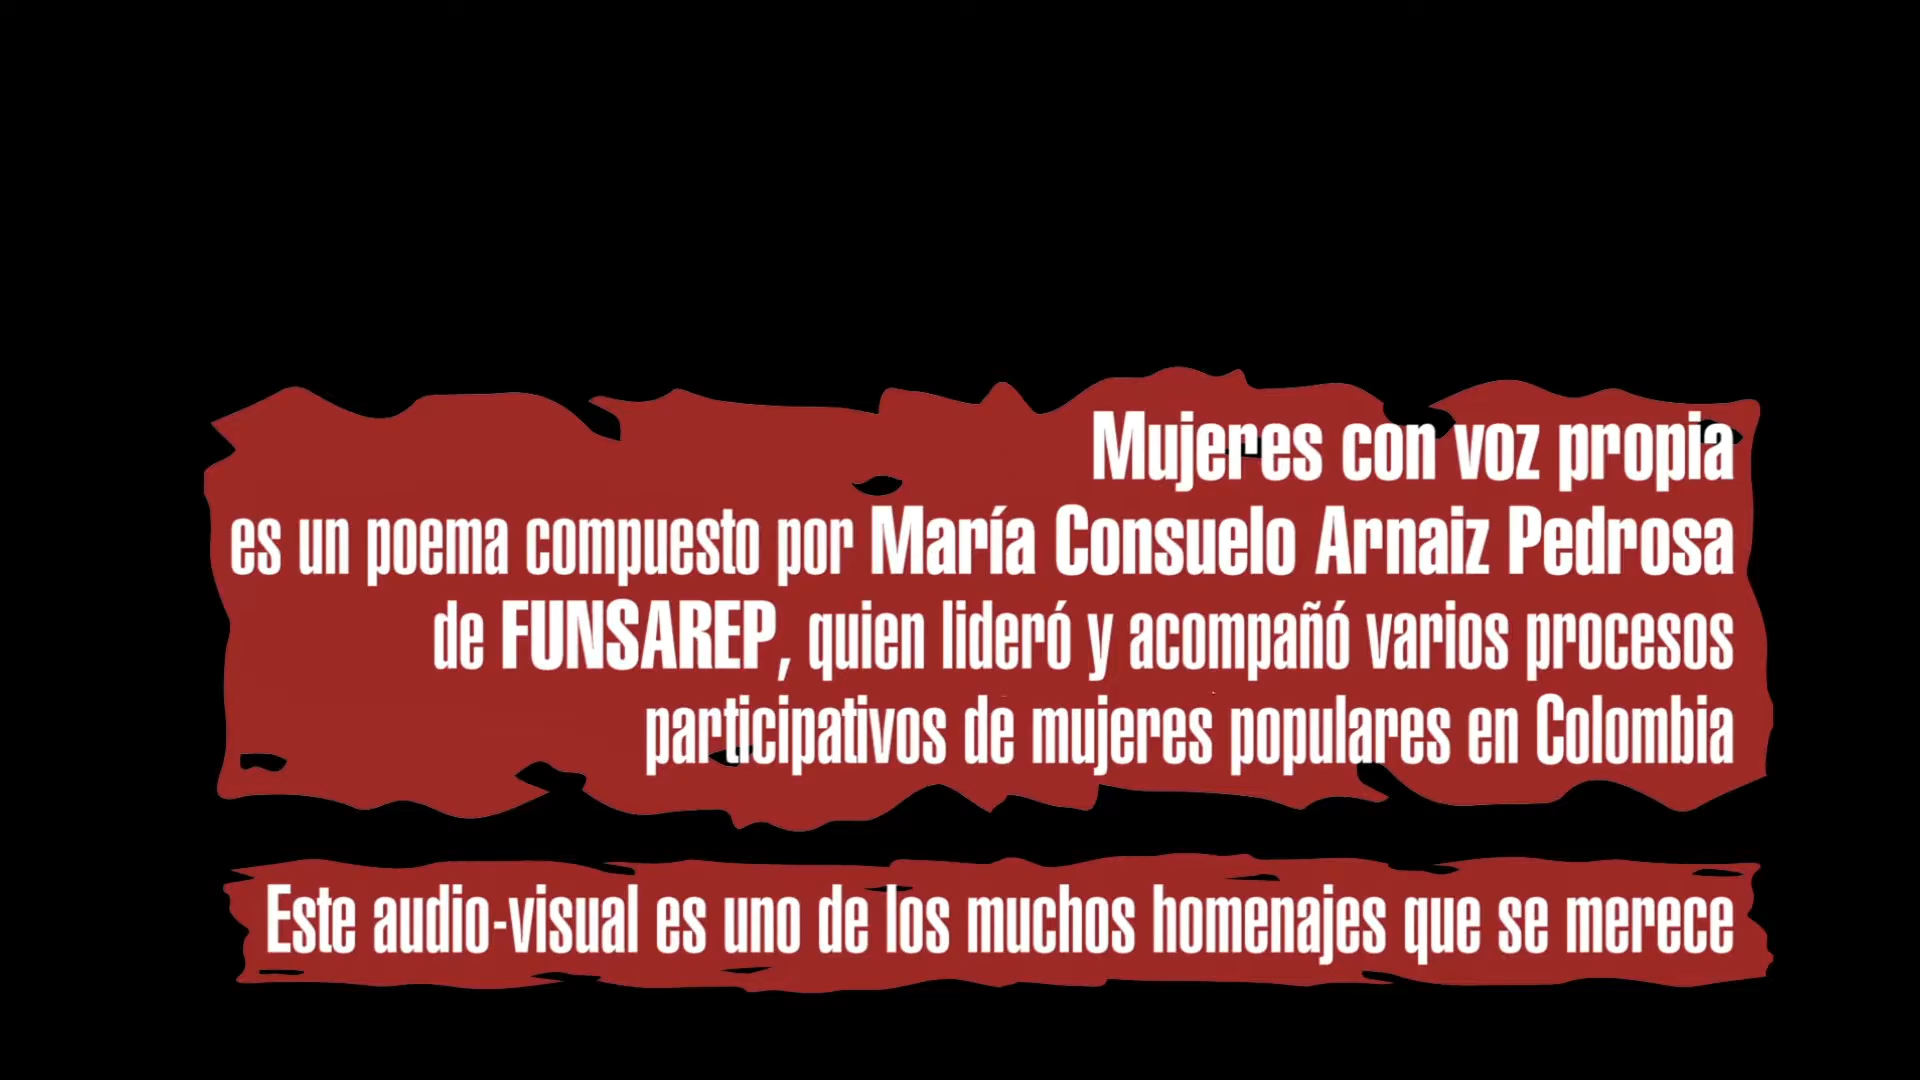 Mujeres con voz propia
es un poema compuesto por María Consuelo Arnaiz Pedrosa
de FUNSAREP, quien lideró y acompañó varios procesos
participativos de mujeres populares en Colombia
Este audio-visual es uno de los muchos homenajes que se merece